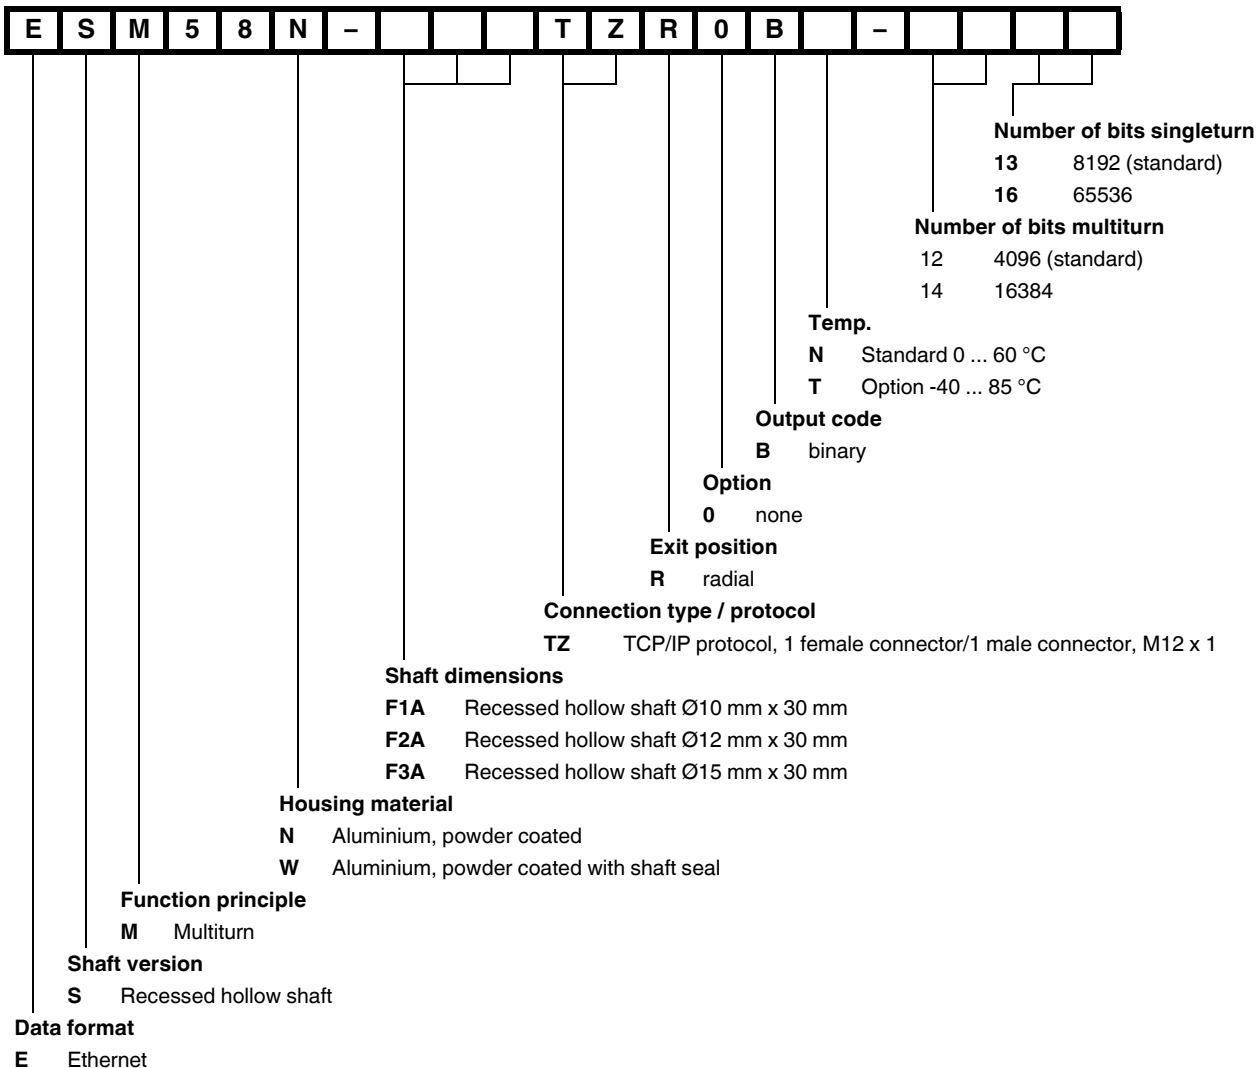 E S M 5 8 N – T Z R 0 B –
Number of bits singleturn
13 8192 (standard)
16 65536
Number of bits multiturn
12 4096 (standard)
14 16384
Temp.
N Standard 0 ... 60 °C
T Option -40 ... 85 °C
Output code
B binary
Option
0 none
Exit position
R radial
Connection type / protocol
TZ TCP/IP protocol, 1 female connector/1 male connector, M12 x 1
Shaft dimensions
F1A Recessed hollow shaft Ø10 mm x 30 mm
F2A Recessed hollow shaft Ø12 mm x 30 mm
F3A Recessed hollow shaft Ø15 mm x 30 mm
Housing material
N Aluminium, powder coated
W Aluminium, powder coated with shaft seal
Function principle
M Multiturn
Shaft version
S Recessed hollow shaft
Data format
E Ethernet